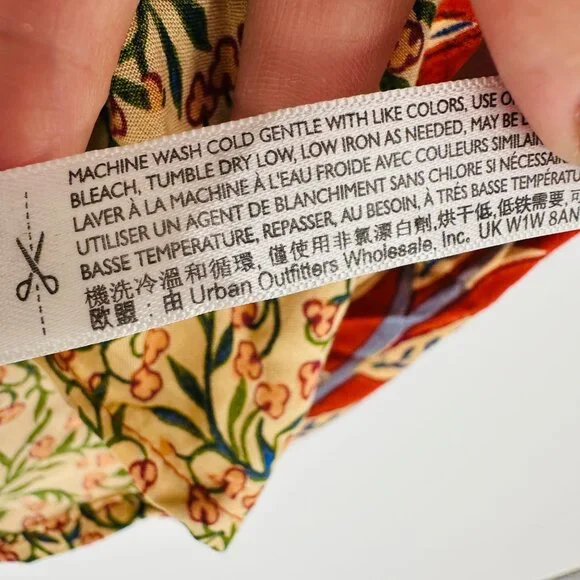 MACHINE WASH COLD GENTLE WITH LIKE COLORS, USE
BLEACH, TUMBLE DRY LOW, LOW IRON AS NEEDED, MAY BE
LAVER À LA MACHINE À L'EAU FROIDE AVEC COULEURS
UTILISER UN AGENT DE BLANCHIMENT SANS CHLORE SI NÉCESSAIRE
BASSE TEMPERATURE, REPASSER, AU BESOIN, À TRÈS BASSE
機洗冷溫和循環, 僅使用非氯漂白劑, 烘干低, 低铁需要, 可
欧盟 : 由 Urban Outfitters Wholesale, Inc. UK W1W 8AN